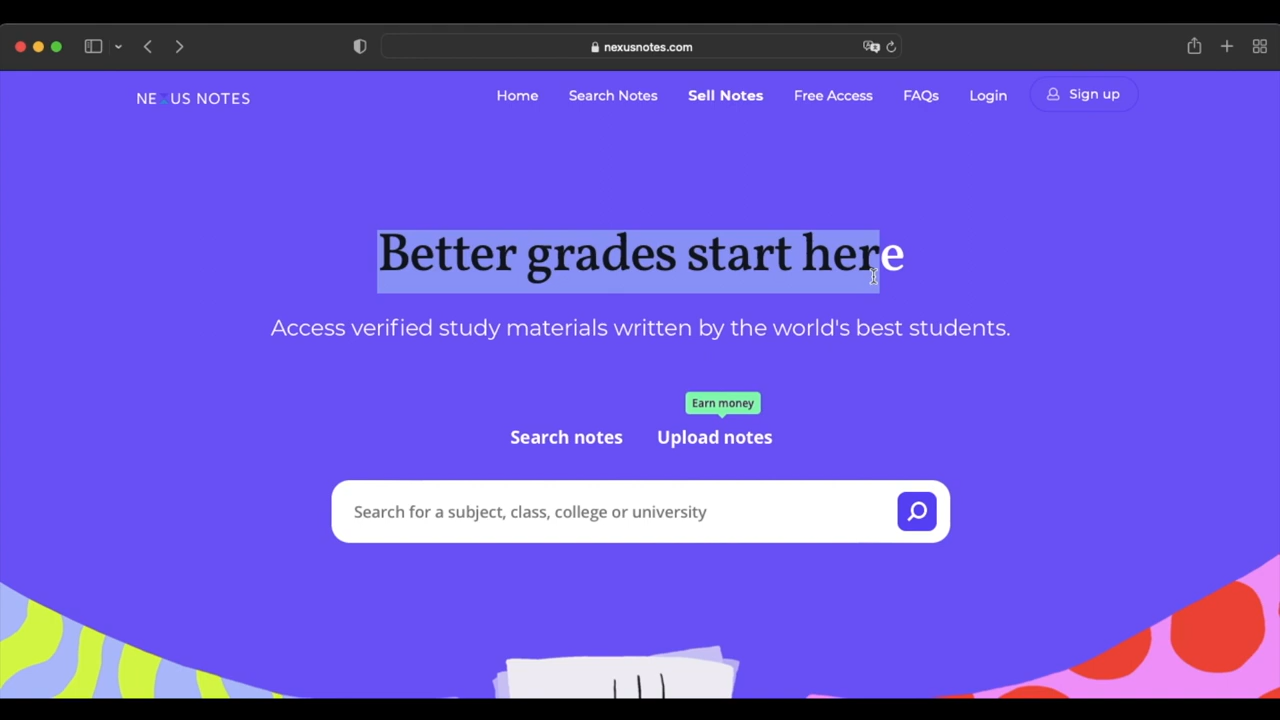 nexusnotes.com
NEXUS NOTES
Home Search Notes Sell Notes Free Access FAQs Login Sign up
Better grades start here
Access verified study materials written by the world's best students.
Earn money
Search notes Upload notes
Search for a subject, class, college or university